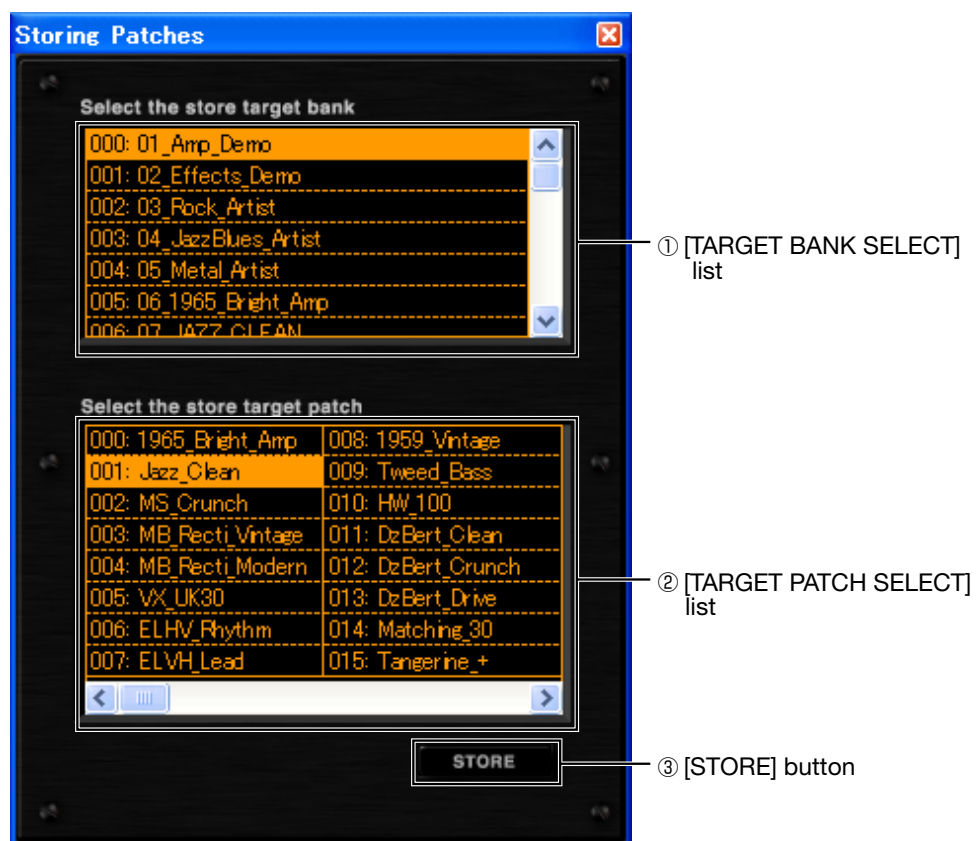 Storing Patches
Select the store target bank
000: 01_Amp_Demo
001: 02_Effects_Demo
002: 03_Rock_Artist
003: 04_JazzBlues_Artist
004: 05_Metal_Artist
005: 06_1965_Bright_Amp
006: 07_JAZZ_CLEAN
① [TARGET BANK SELECT]
list
Select the store target patch
000: 1965_Bright_Amp 008: 1959_Vintage
001: Jazz_Clean 009: Tweed_Bass
002: MS_Crunch 010: HW_100
003: MB_Recti_Vintage 011: DzBert_Clean
004: MB_Recti_Modern 012: DzBert_Crunch
005: VX_UK30 013: DzBert_Drive
006: ELHV_Rhythm 014: Matching_30
007: ELVH_Lead 015: Tangerine_+
② [TARGET PATCH SELECT]
list
STORE
③ [STORE] button